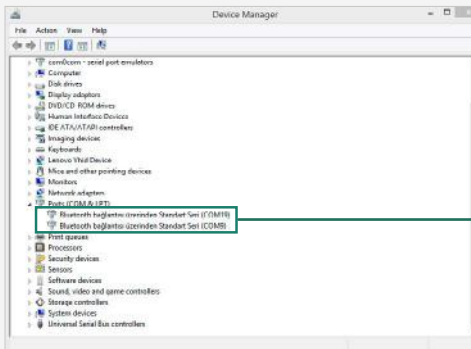 Device Manager
File Action View Help
com0com - serial port emulators
Computer
Disk drives
Display adaptors
DVD/CD-ROM drives
Human Interface Devices
IDE ATA/ATAPI controllers
Imaging devices
Keyboards
Lenovo Vhid Device
Mice and other pointing devices
Monitors
Network adapters
Ports (COM & LPT)
Bluetooth bağlantısı üzerinden Standart Seri (COM19)
Bluetooth bağlantısı üzerinden Standart Seri (COM9)
Print queues
Processors
Security devices
Sensors
Software devices
Sound, video and game controllers
Storage controllers
System devices
Universal Serial Bus controllers